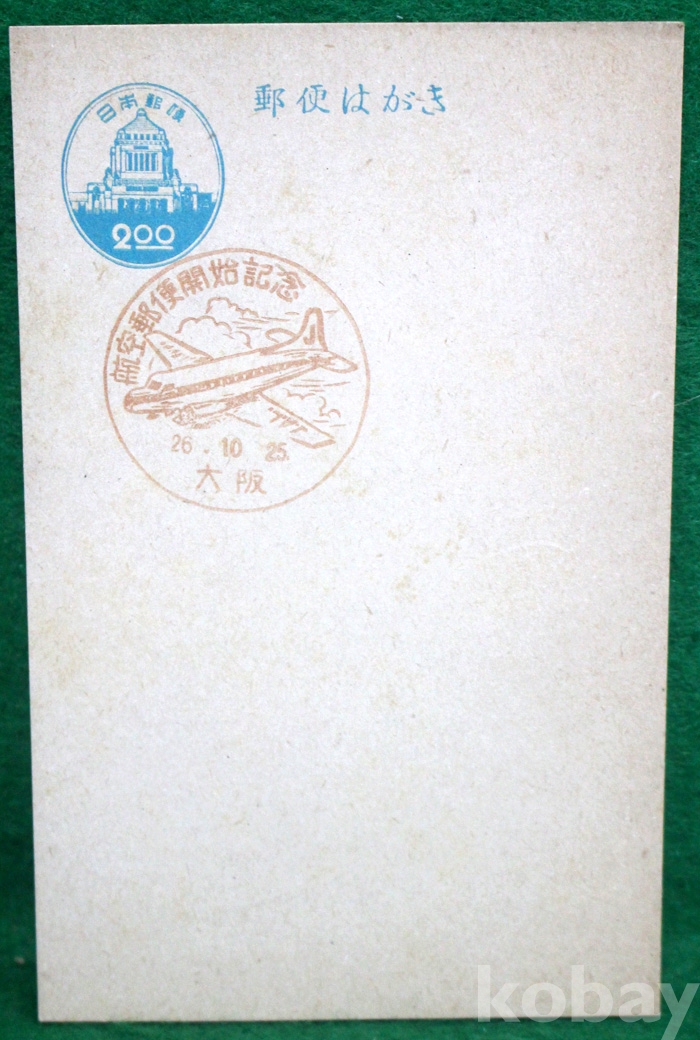 郵便はがき
日本郵便
2.00
航空郵便開始記念
26.10 25.
大阪
kobay